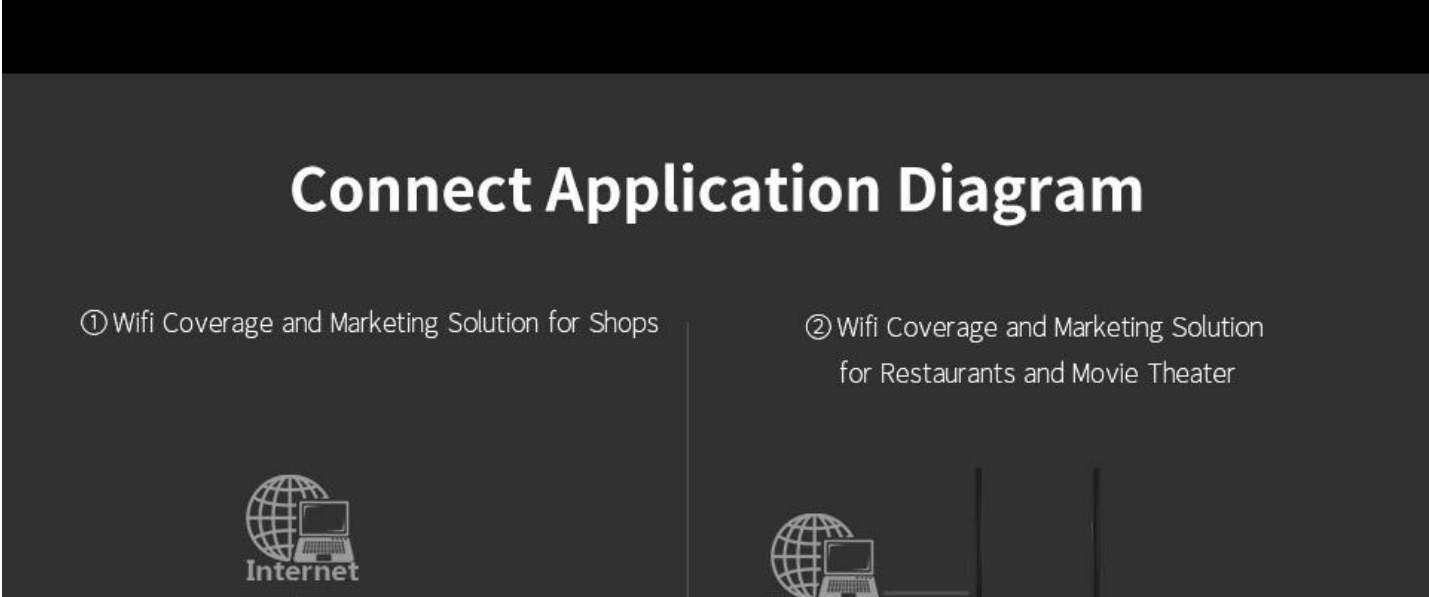 Connect Application Diagram
① Wifi Coverage and Marketing Solution for Shops
② Wifi Coverage and Marketing Solution
for Restaurants and Movie Theater
Internet